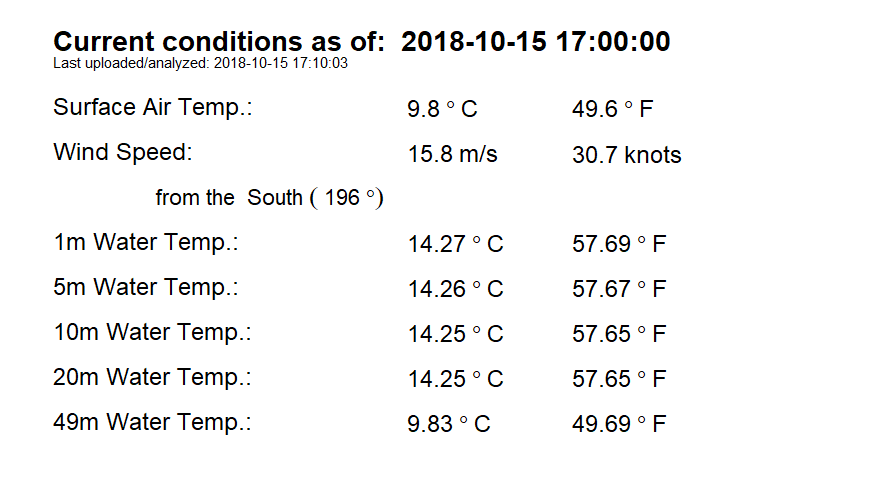 Current conditions as of: 2018-10-15 17:00:00
Last uploaded/analyzed: 2018-10-15 17:10:03
Surface Air Temp.: 9.8 ° C 49.6 ° F
Wind Speed: 15.8 m/s 30.7 knots
from the South ( 196 °)
1m Water Temp.: 14.27 ° C 57.69 ° F
5m Water Temp.: 14.26 ° C 57.67 ° F
10m Water Temp.: 14.25 ° C 57.65 ° F
20m Water Temp.: 14.25 ° C 57.65 ° F
49m Water Temp.: 9.83 ° C 49.69 ° F